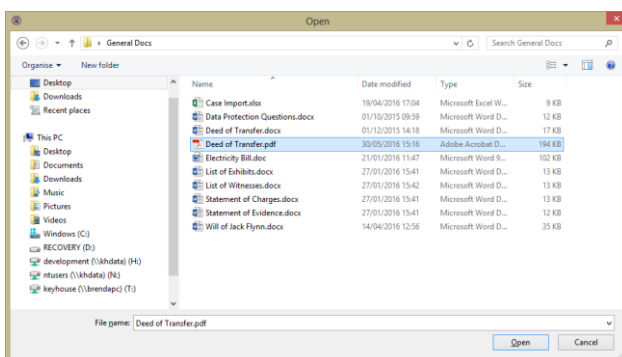 Open
General Docs
Search General Docs
Organise
New folder
Desktop
Downloads
Recent places
This PC
Desktop
Documents
Downloads
Music
Pictures
Videos
Windows (C:)
RECOVERY (D:)
development (\\khdata) (H:)
ntusers (\\khdata) (N:)
keyhouse (\\brendapc) (T:)
Name Date modified Type Size
Case Import.xlsx 19/04/2016 17:04 Microsoft Excel W... 9 KB
Data Protection Questions.docx 01/10/2015 09:59 Microsoft Word D... 12 KB
Deed of Transfer.docx 01/12/2015 14:18 Microsoft Word D... 17 KB
Deed of Transfer.pdf 30/05/2016 15:16 Adobe Acrobat D... 194 KB
Electricity Bill.doc 21/01/2016 11:47 Microsoft Word 9... 102 KB
List of Exhibits.docx 27/01/2016 15:41 Microsoft Word D... 13 KB
List of Witnesses.docx 27/01/2016 15:42 Microsoft Word D... 13 KB
Statement of Charges.docx 27/01/2016 15:41 Microsoft Word D... 13 KB
Statement of Evidence.docx 27/01/2016 15:41 Microsoft Word D... 12 KB
Will of Jack Flynn.docx 14/04/2016 12:56 Microsoft Word D... 35 KB
File name: Deed of Transfer.pdf
Open Cancel